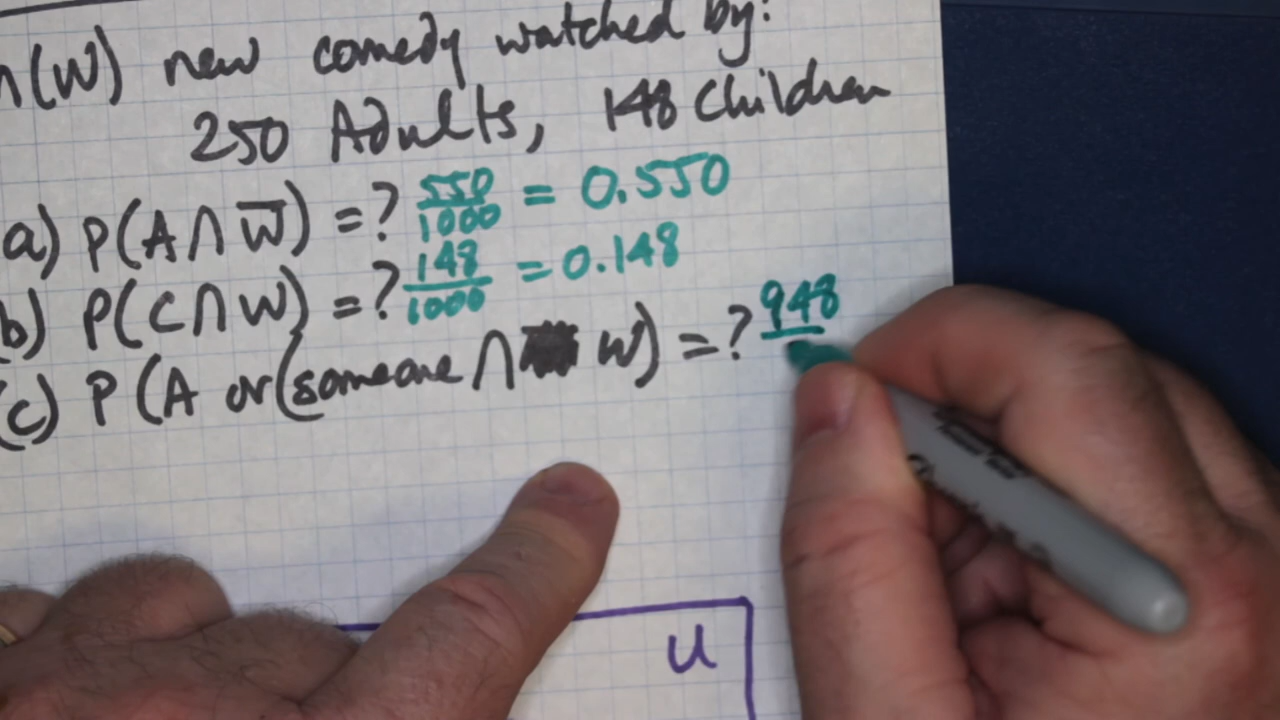 n(W) new comedy watched by:
250 Adults, 148 Children
a) P(A∩W̅) = ? 550/1000 = 0.550
b) P(C∩W) = ? 148/1000 = 0.148
(c) P(A or (someone ∩ W) = ? 948
U